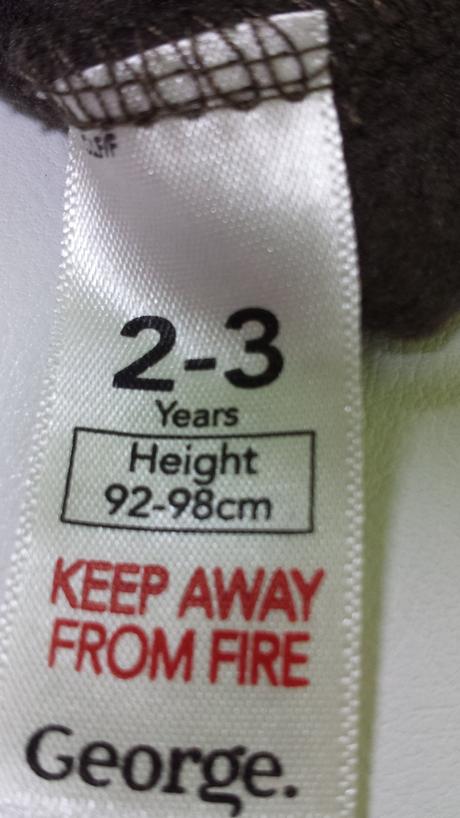 2-3
Years
Height
92-98cm
KEEP AWAY
FROM FIRE
George.